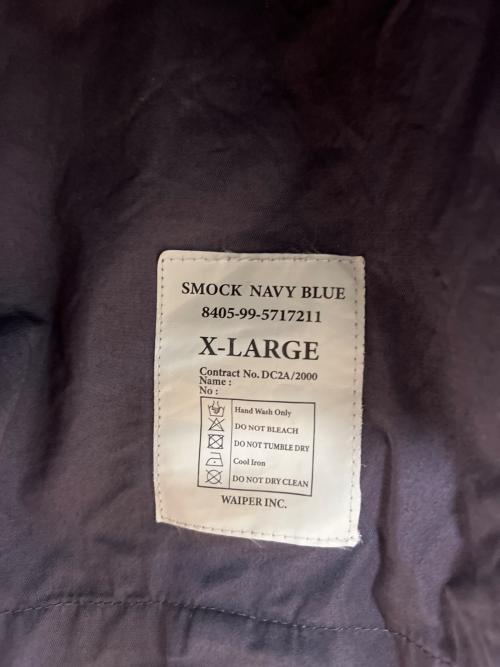 SMOCK NAVY BLUE
8405-99-5717211
X-LARGE
Contract No. DC2A/2000
Name :
No :
Hand Wash Only
DO NOT BLEACH
DO NOT TUMBLE DRY
Cool Iron
DO NOT DRY CLEAN
WAIPER INC.